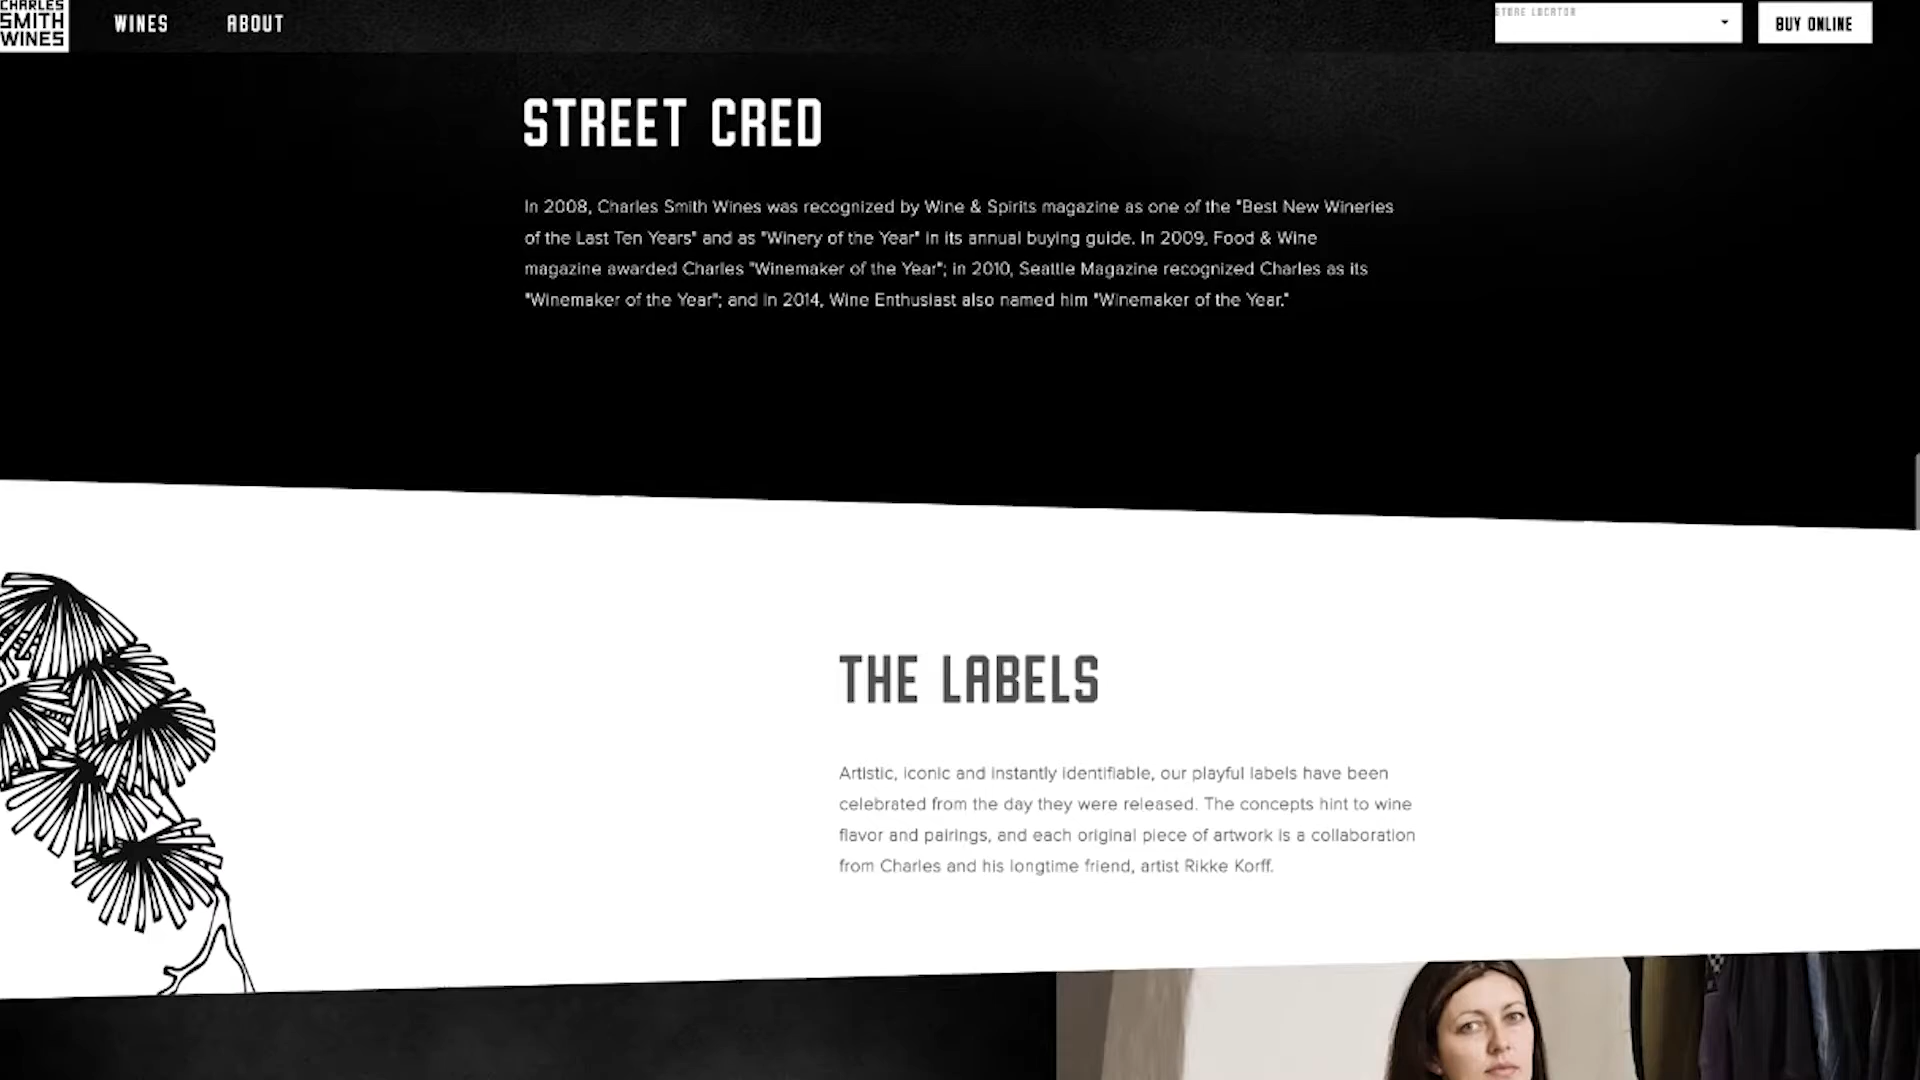 CHARLES
SMITH
WINES
WINES
ABOUT
STORE LOCATOR
BUY ONLINE
STREET CRED
In 2008, Charles Smith Wines was recognized by Wine & Spirits magazine as one of the "Best New Wineries
of the Last Ten Years" and as "Winery of the Year" in its annual buying guide. In 2009, Food & Wine
magazine awarded Charles "Winemaker of the Year"; in 2010, Seattle Magazine recognized Charles as its
"Winemaker of the Year"; and in 2014, Wine Enthusiast also named him "Winemaker of the Year."
THE LABELS
Artistic, iconic and instantly identifiable, our playful labels have been
celebrated from the day they were released. The concepts hint to wine
flavor and pairings, and each original piece of artwork is a collaboration
from Charles and his longtime friend, artist Rikke Korff.